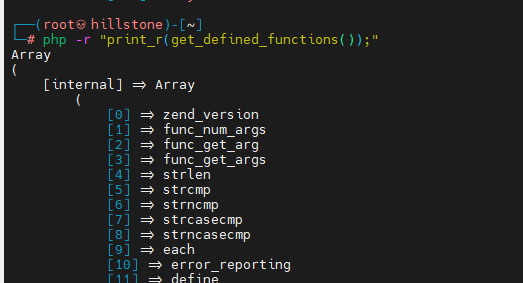 ┌──(root💀hillstone)-[~]
└─# php -r "print_r(get_defined_functions());"
Array
(
    [internal] => Array
        (
            [0] => zend_version
            [1] => func_num_args
            [2] => func_get_arg
            [3] => func_get_args
            [4] => strlen
            [5] => strcmp
            [6] => strncmp
            [7] => strcasecmp
            [8] => strncasecmp
            [9] => each
            [10] => error_reporting
            [11] => define